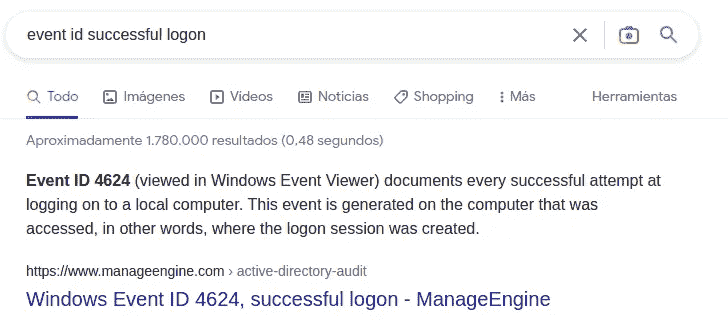 event id successful logon
Todo Imágenes Vídeos Noticias Shopping Más Herramientas
Aproximadamente 1.780.000 resultados (0,48 segundos)
Event ID 4624 (viewed in Windows Event Viewer) documents every successful attempt at
logging on to a local computer. This event is generated on the computer that was
accessed, in other words, where the logon session was created.
https://www.manageengine.com › active-directory-audit
Windows Event ID 4624, successful logon - ManageEngine